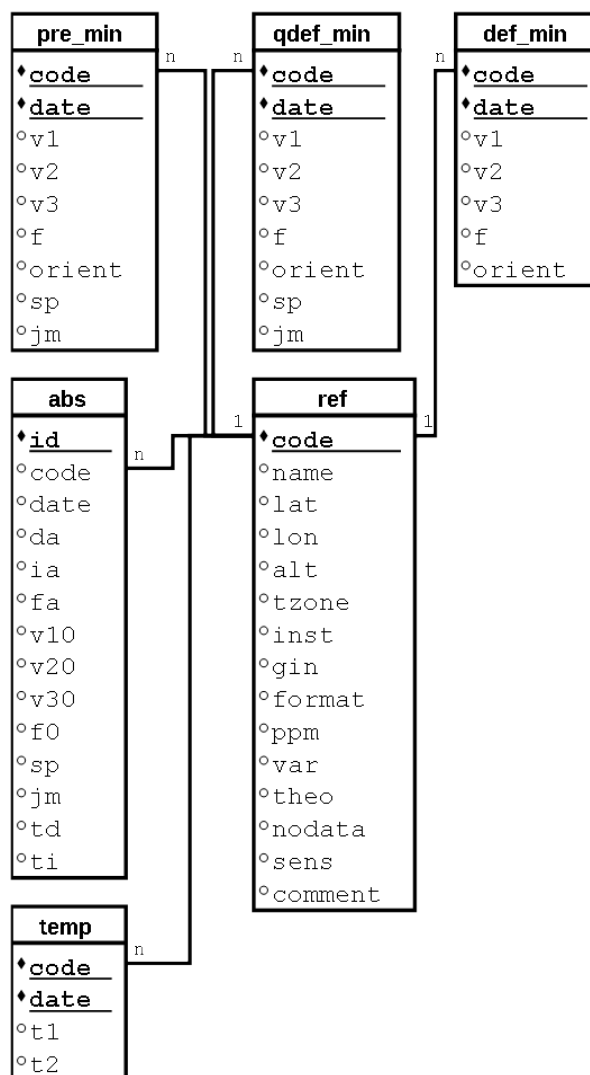 pre_min
code
date
v1
v2
v3
f
orient
sp
jm
n
qdef_min
code
date
v1
v2
v3
f
orient
sp
jm
n
def_min
code
date
v1
v2
v3
f
orient
n
abs
id
code
date
da
ia
fa
v10
v20
v30
f0
sp
jm
td
ti
n
1
ref
code
name
lat
lon
alt
tzone
inst
gin
format
ppm
var
theo
nodata
sens
comment
1
temp
code
date
t1
t2
n